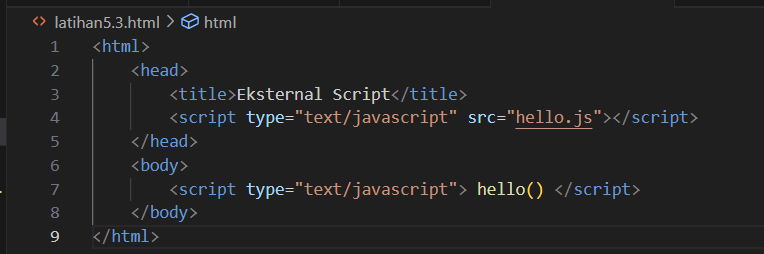 latihan5.3.html > html
1 <html>
2 <head>
3 <title>Eksternal Script</title>
4 <script type="text/javascript" src="hello.js"></script>
5 </head>
6 <body>
7 <script type="text/javascript"> hello() </script>
8 </body>
9 </html>